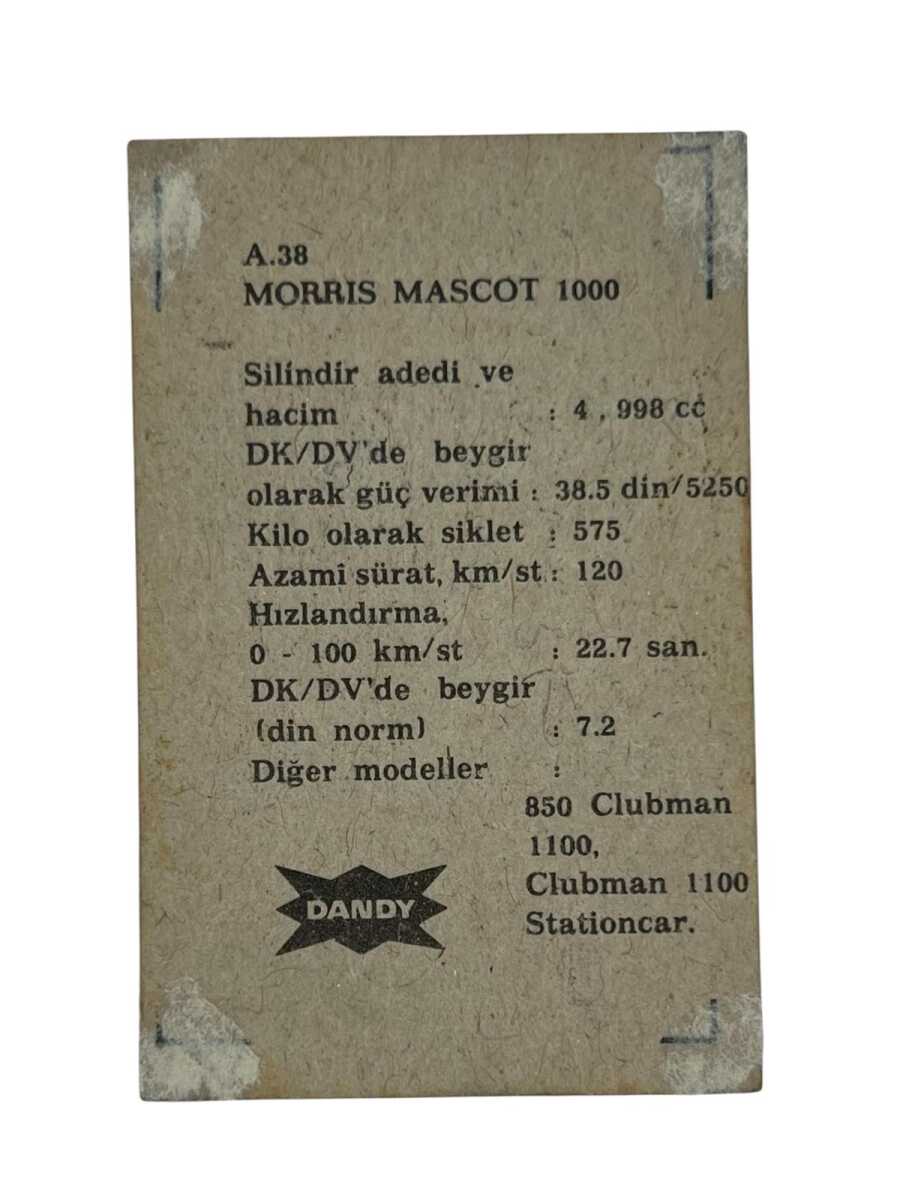 A.38
MORRIS MASCOT 1000
Silindir adedi ve
hacim : 4 , 998 cc
DK/DV'de beygir
olarak güç verimi : 38.5 din/5250
Kilo olarak siklet : 575
Azami sürat, km/st : 120
Hızlandırma,
0 - 100 km/st : 22.7 san.
DK/DV'de beygir
(din norm) : 7.2
Diğer modeller :
850 Clubman
1100,
Clubman 1100
Stationcar.
DANDY